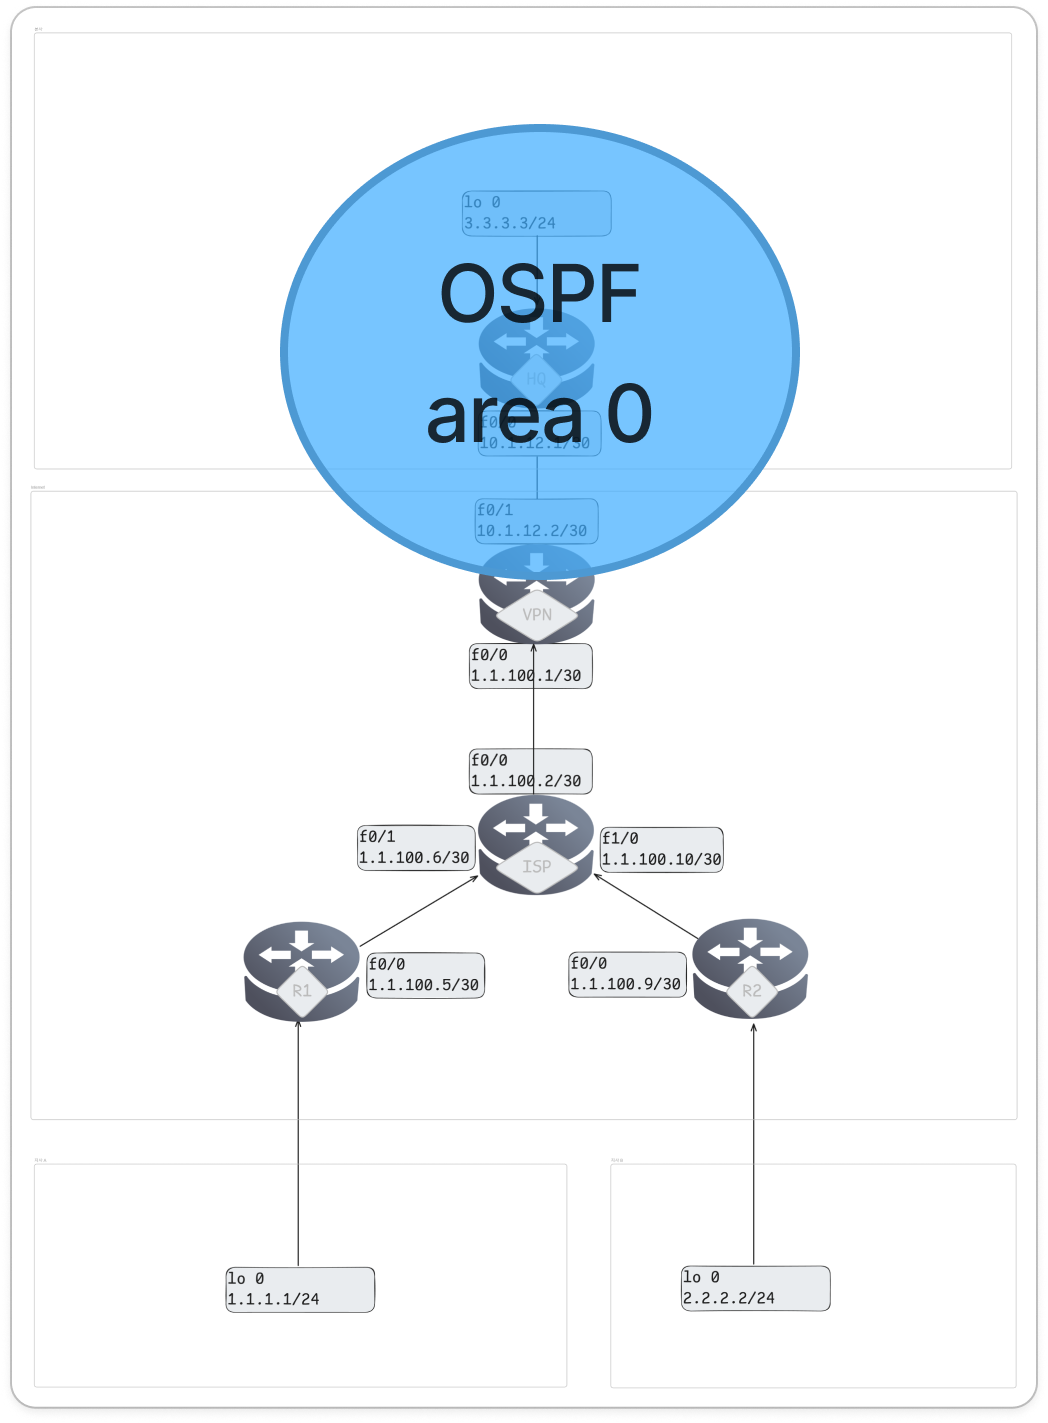 lo 0
3.3.3.3/24
OSPF
HQ
area 0
f0/0
10.1.12.1/30
f0/1
10.1.12.2/30
VPN
f0/0
1.1.100.1/30
f0/0
1.1.100.2/30
f0/1
1.1.100.6/30
f1/0
1.1.100.10/30
ISP
f0/0
1.1.100.5/30
f0/0
1.1.100.9/30
R1
R2
lo 0
1.1.1.1/24
lo 0
2.2.2.2/24